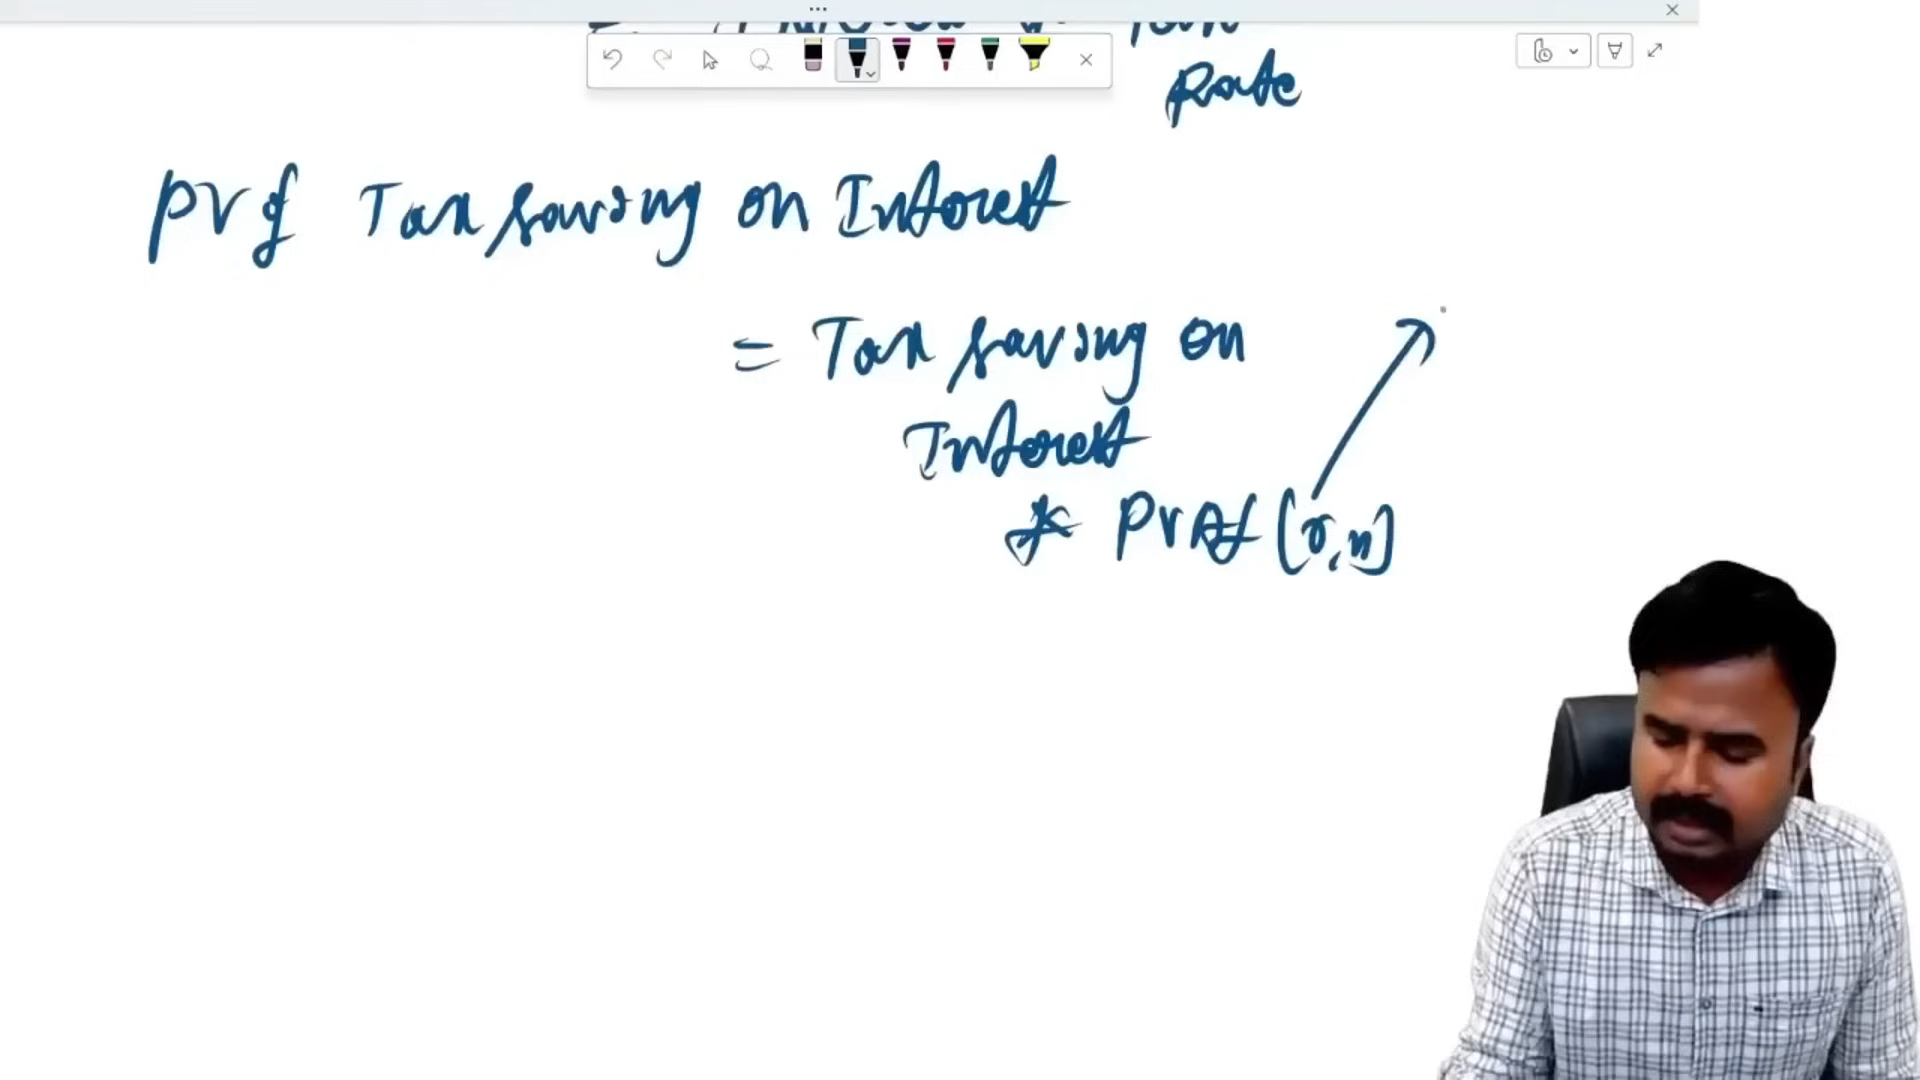 Rate
PV of Tax saving on Interest
= Tax saving on
Interest
* PVAF (r,n)